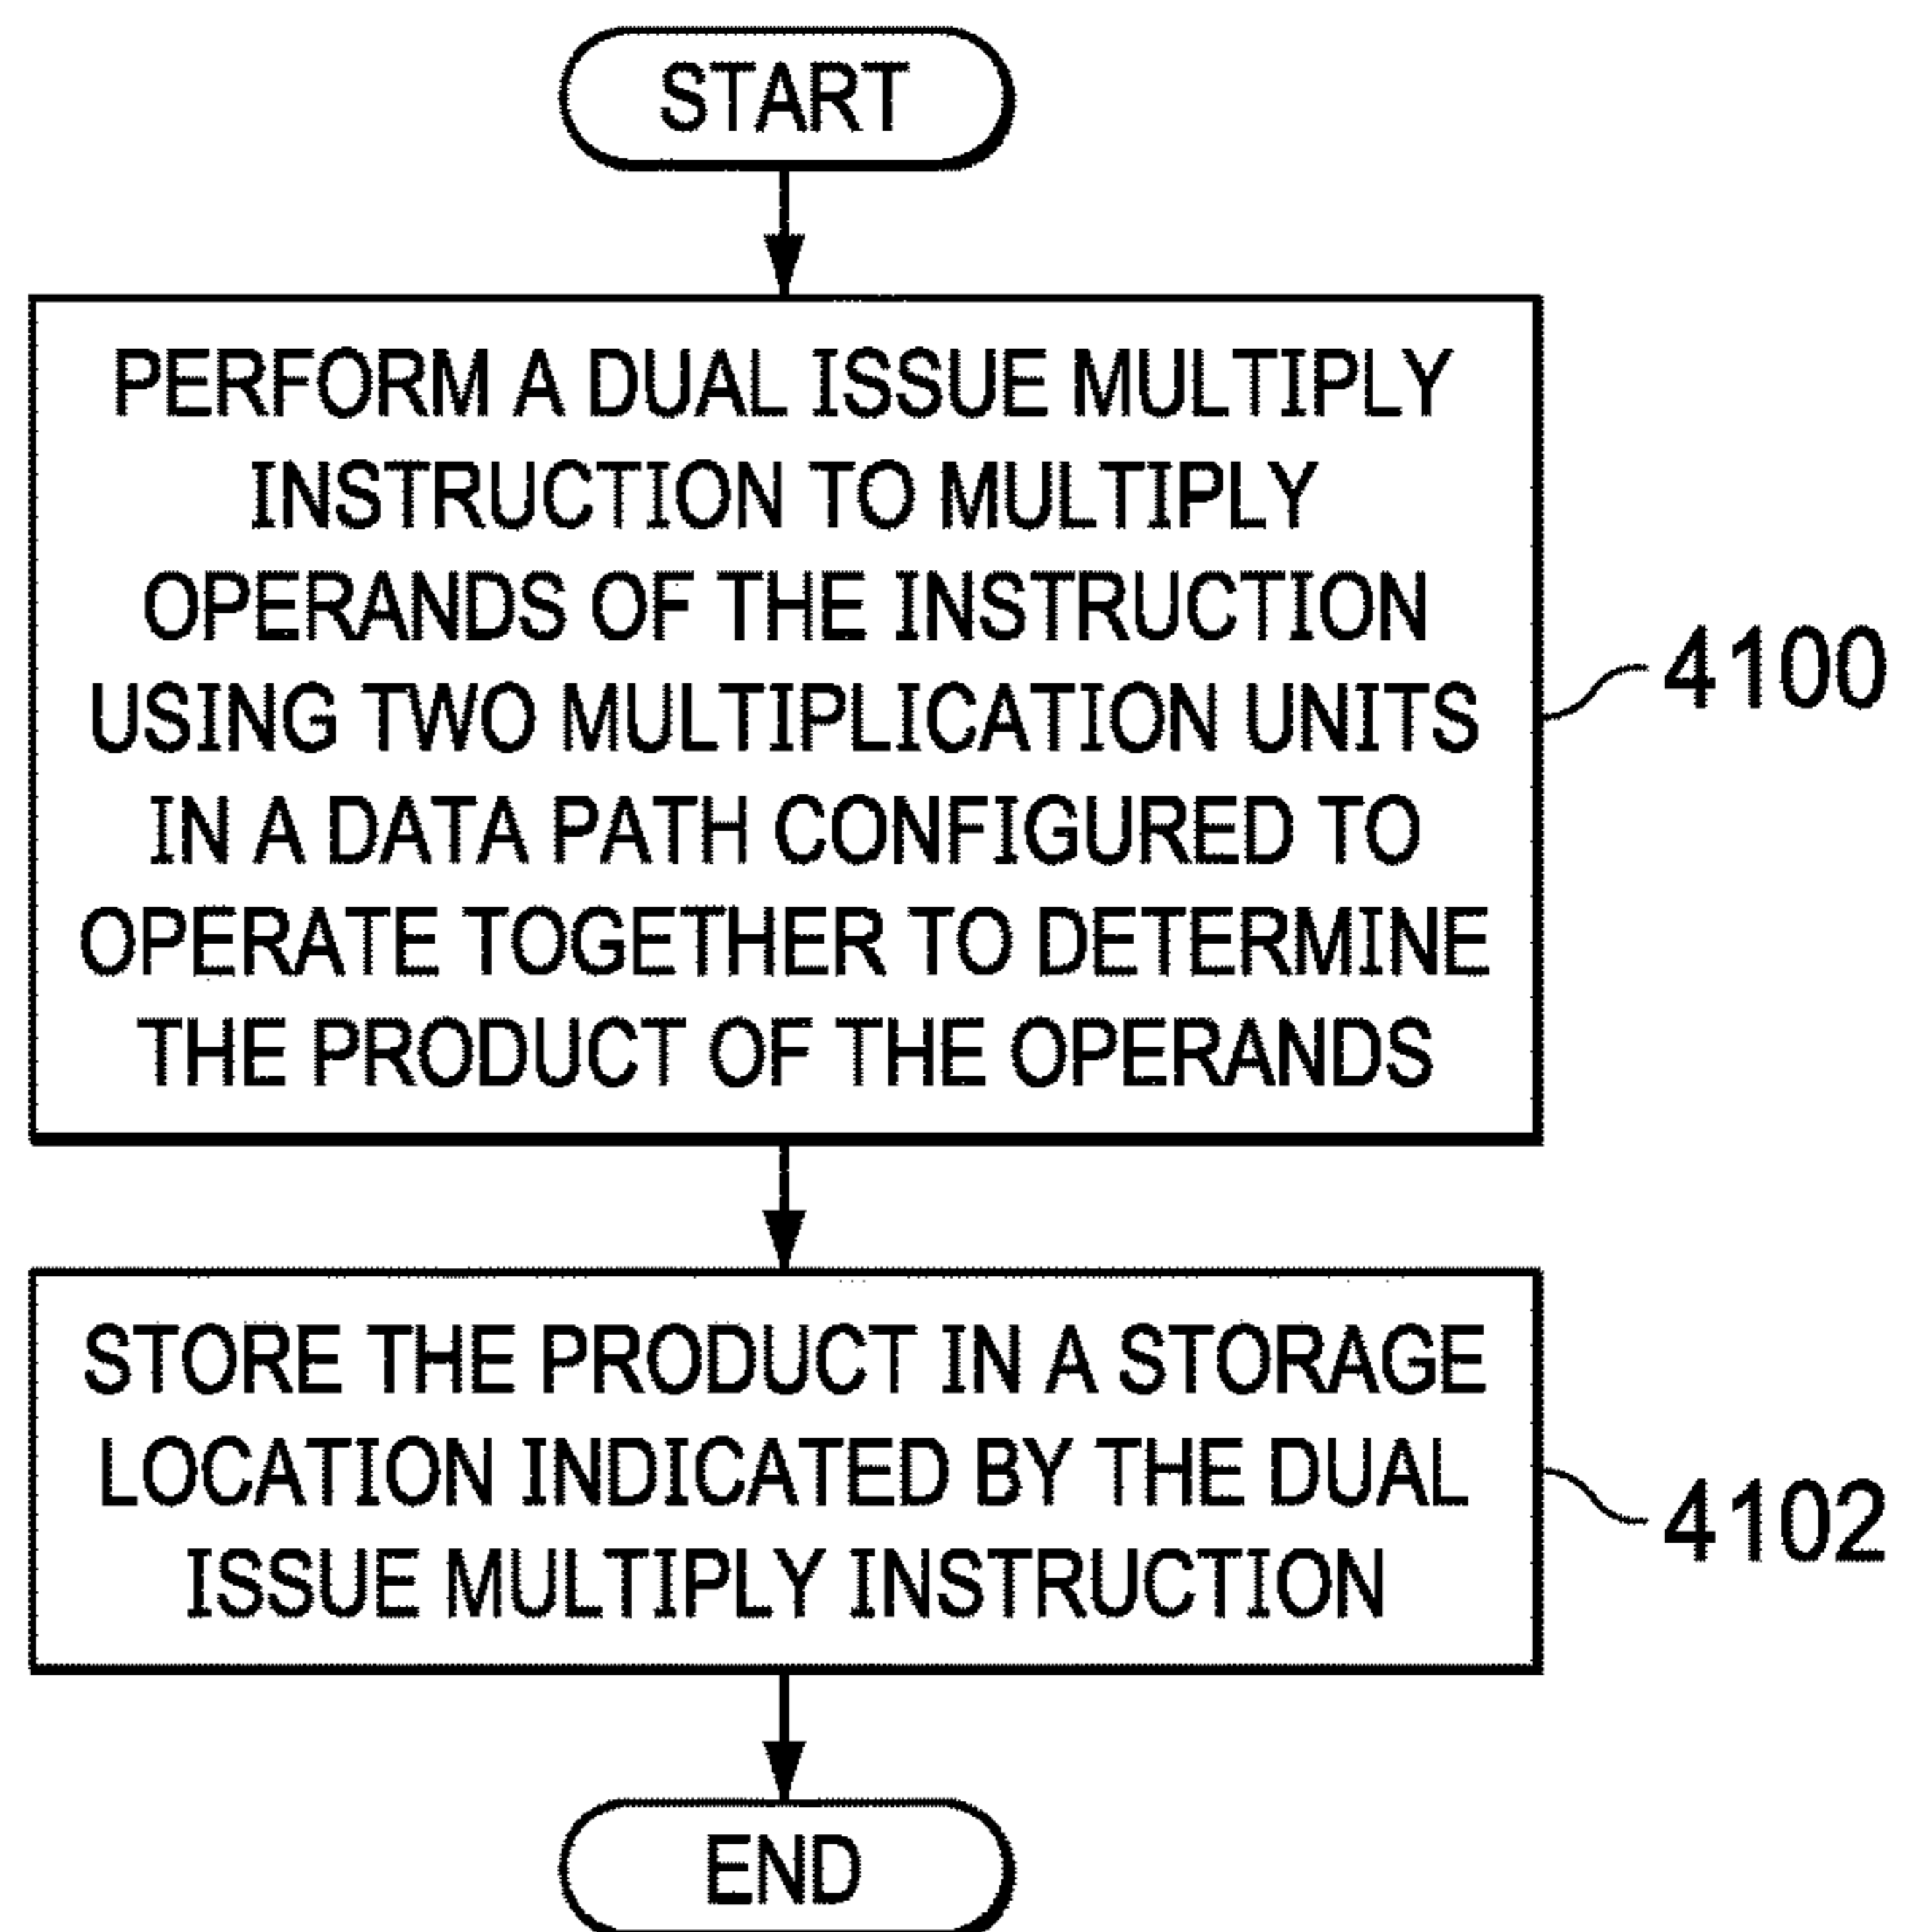 START
PERFORM A DUAL ISSUE MULTIPLY
INSTRUCTION TO MULTIPLY
OPERANDS OF THE INSTRUCTION
USING TWO MULTIPLICATION UNITS
IN A DATA PATH CONFIGURED TO
OPERATE TOGETHER TO DETERMINE
THE PRODUCT OF THE OPERANDS
4100
STORE THE PRODUCT IN A STORAGE
LOCATION INDICATED BY THE DUAL
ISSUE MULTIPLY INSTRUCTION
4102
END